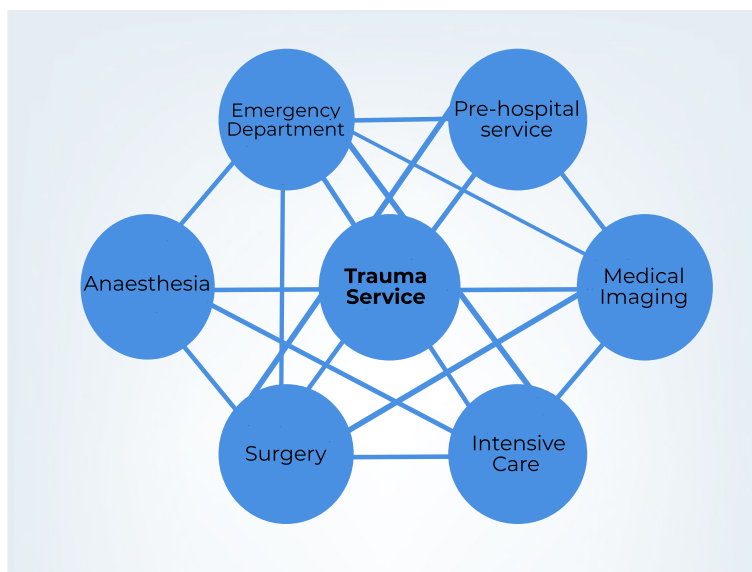 Emergency
Department
Pre-hospital
service
Anaesthesia
Trauma
Service
Medical
Imaging
Surgery
Intensive
Care